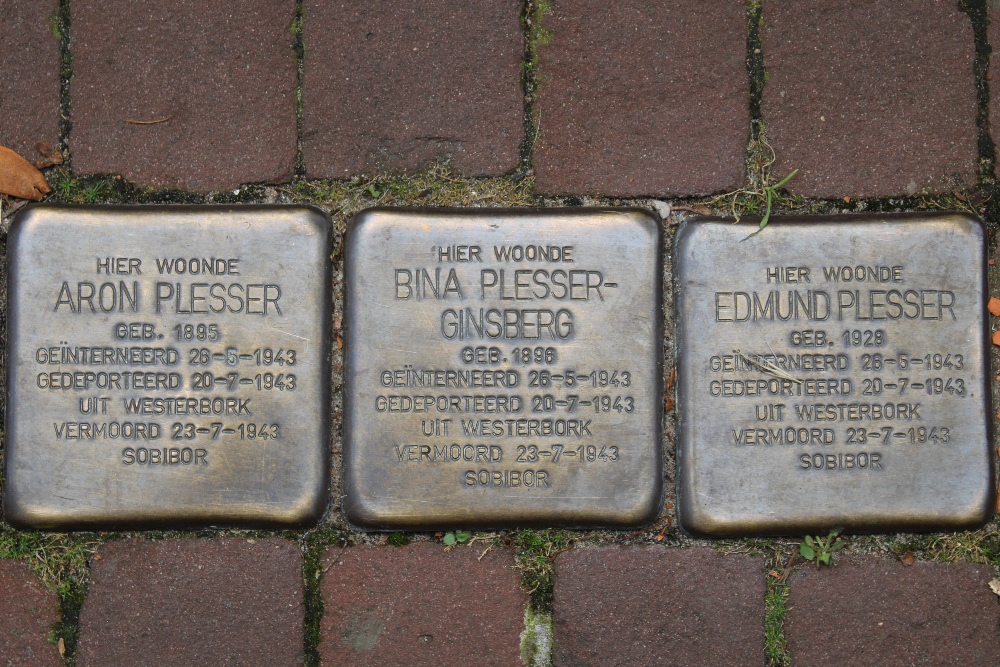 HIER WOONDE
ARON PLESSER
GEB. 1895
GEÏNTERNEERD 26-5-1943
GEDEPORTEERD 20-7-1943
UIT WESTERBORK
VERMOORD 23-7-1943
SOBIBOR
HIER WOONDE
BINA PLESSER-
GINSBERG
GEB. 1896
GEÏNTERNEERD 26-5-1943
GEDEPORTEERD 20-7-1943
UIT WESTERBORK
VERMOORD 23-7-1943
SOBIBOR
HIER WOONDE
EDMUND PLESSER
GEB. 1928
GEÏNTERNEERD 26-5-1943
GEDEPORTEERD 20-7-1943
UIT WESTERBORK
VERMOORD 23-7-1943
SOBIBOR